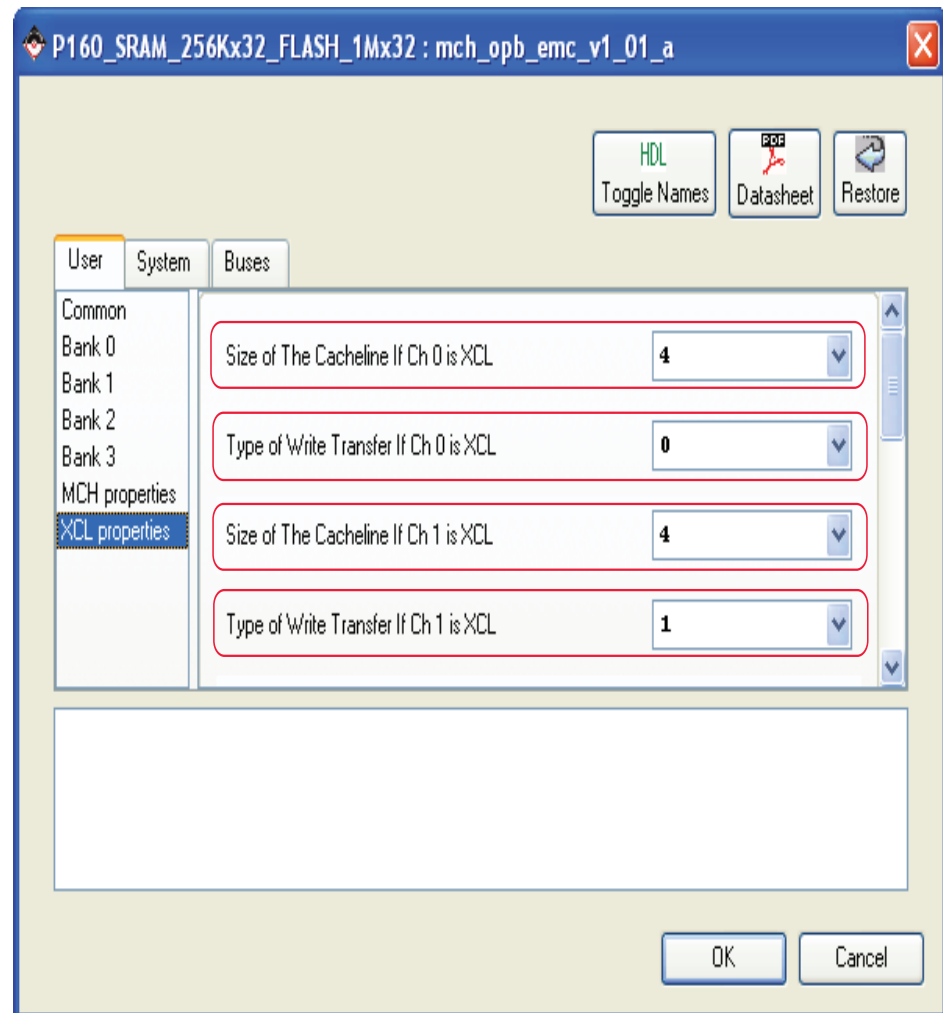 P160_SRAM_256Kx32_FLASH_1Mx32 : mch_opb_emc_v1_01_a
HDL
Toggle Names
PDF
Datasheet
Restore
User
System
Buses
Common
Bank 0
Bank 1
Bank 2
Bank 3
MCH properties
XCL properties
Size of The Cacheline If Ch 0 is XCL
4
Type of Write Transfer If Ch 0 is XCL
0
Size of The Cacheline If Ch 1 is XCL
4
Type of Write Transfer If Ch 1 is XCL
1
OK
Cancel